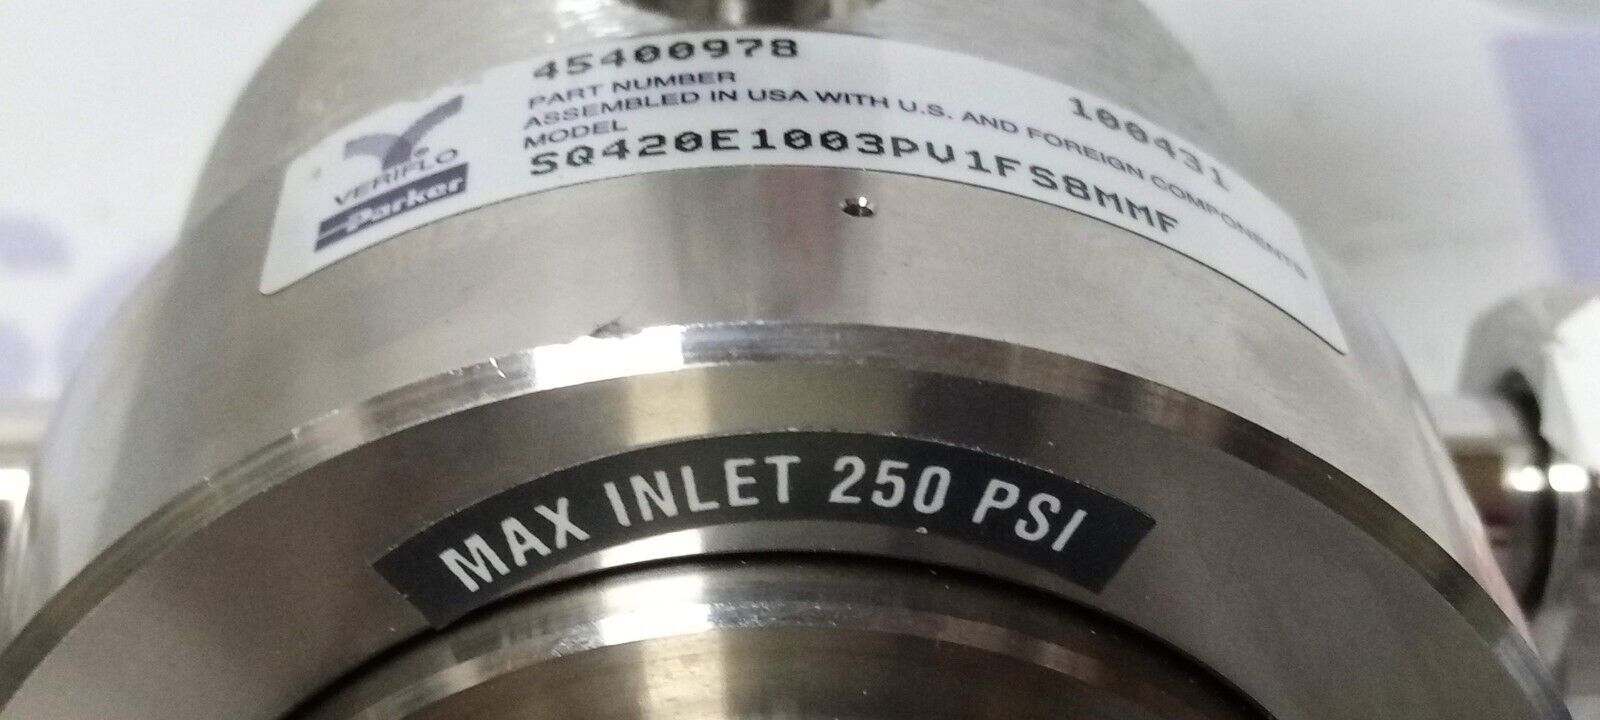 45400978
PART NUMBER
100431
ASSEMBLED IN USA WITH U.S. AND FOREIGN COMPONENTS
MODEL
SQ420E1003PV1FS8MMF
VERIFLO
Parker
MAX INLET 250 PSI